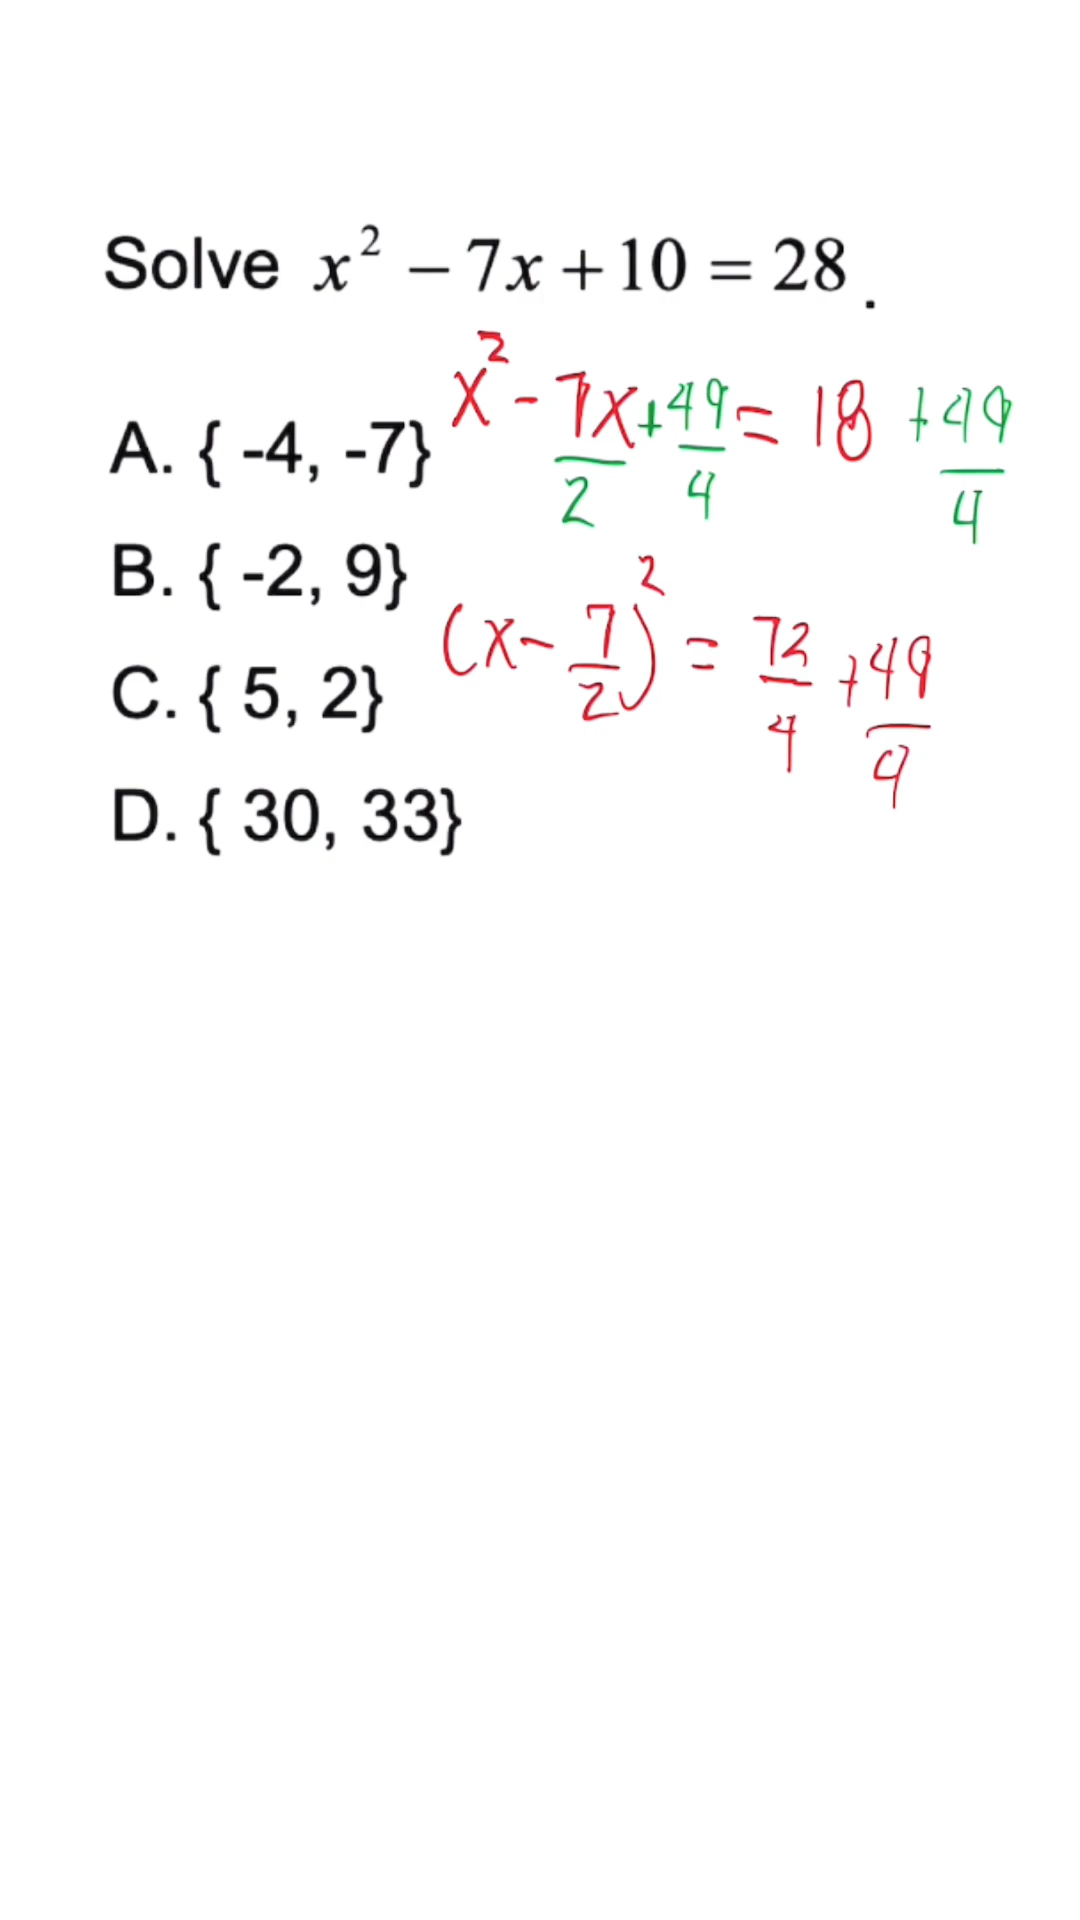 Solve x² − 7x + 10 = 28.
x² - 7x + 49/4 = 18 + 49/4
2
A. { -4, -7}
B. { -2, 9}
(x - 7/2)² = 72/4 + 49/4
C. { 5, 2}
D. { 30, 33}